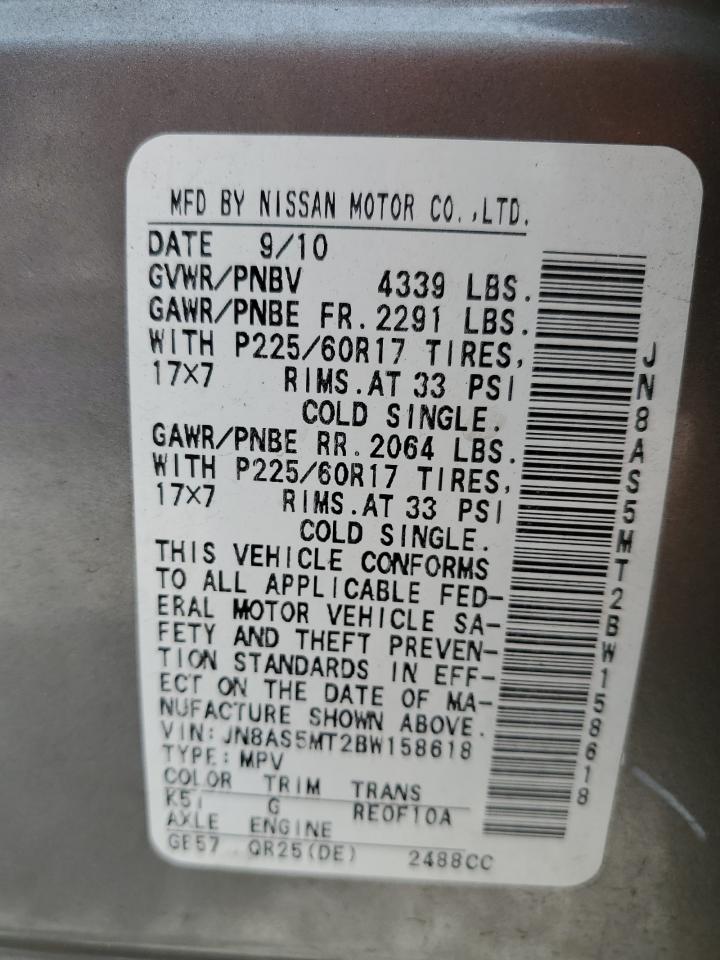 MFD BY NISSAN MOTOR CO.,LTD.
DATE 9/10
GVWR/PNBV 4339 LBS.
GAWR/PNBE FR.2291 LBS.
WITH P225/60R17 TIRES,
17×7 RIMS.AT 33 PSI
COLD SINGLE.
GAWR/PNBE RR.2064 LBS.
WITH P225/60R17 TIRES,
17×7 RIMS.AT 33 PSI
COLD SINGLE.
THIS VEHICLE CONFORMS
TO ALL APPLICABLE FED-
ERAL MOTOR VEHICLE SA-
FETY AND THEFT PREVEN-
TION STANDARDS IN EFF-
ECT ON THE DATE OF MA-
NUFACTURE SHOWN ABOVE.
VIN: JN8AS5MT2BW158618
TYPE: MPV
COLOR TRIM TRANS
K51 G RE0F10A
AXLE ENGINE
GF57 QR25(DE) 2488CC
JN8AS5MT2BW158618